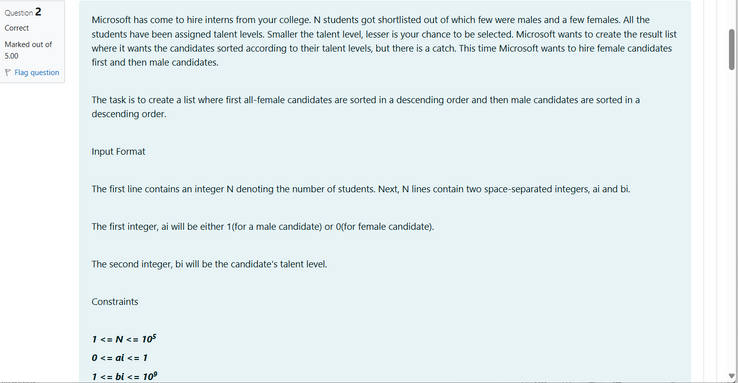 Question 2
Correct
Marked out of
5.00
Flag question
Microsoft has come to hire interns from your college. N students got shortlisted out of which few were males and a few females. All the
students have been assigned talent levels. Smaller the talent level, lesser is your chance to be selected. Microsoft wants to create the result list
where it wants the candidates sorted according to their talent levels, but there is a catch. This time Microsoft wants to hire female candidates
first and then male candidates.
The task is to create a list where first all-female candidates are sorted in a descending order and then male candidates are sorted in a
descending order.
Input Format
The first line contains an integer N denoting the number of students. Next, N lines contain two space-separated integers, ai and bi.
The first integer, ai will be either 1(for a male candidate) or 0(for female candidate).
The second integer, bi will be the candidate's talent level.
Constraints
1 <= N <= 10⁵
0 <= ai <= 1
1 <= bi <= 10⁹